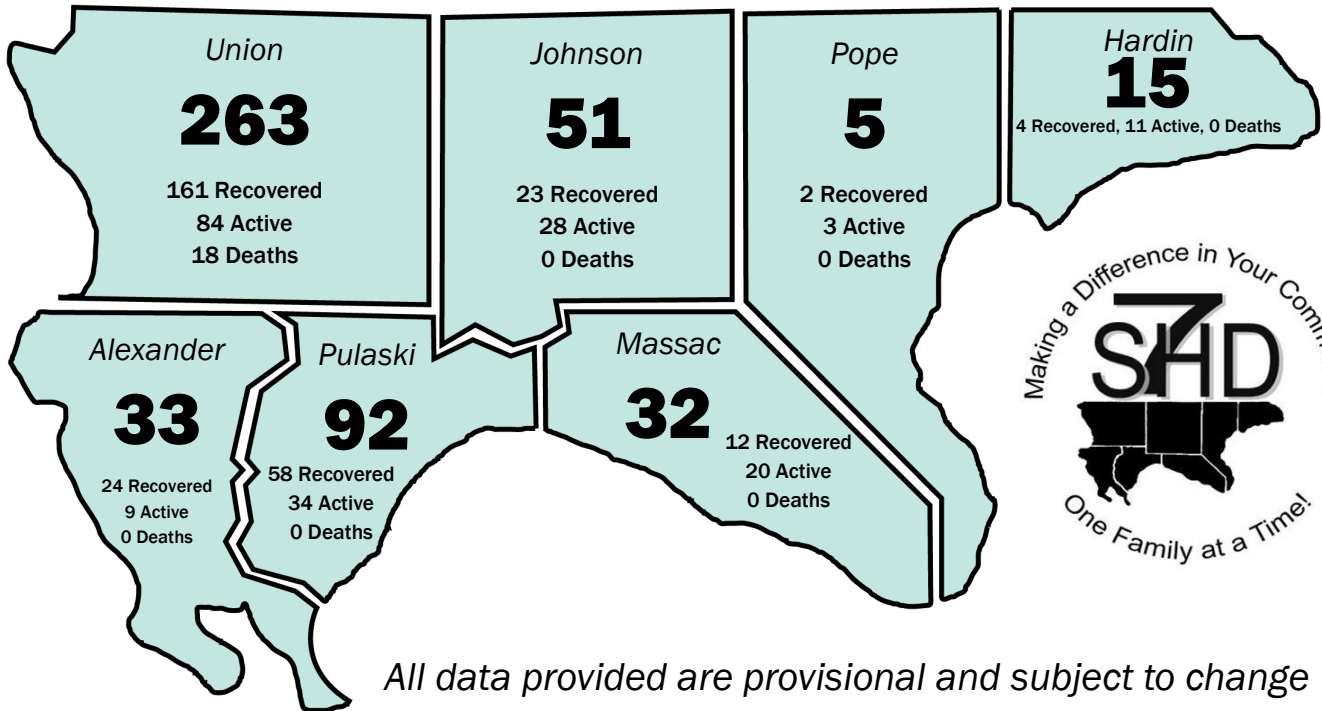 Union
263
161 Recovered
84 Active
18 Deaths
Johnson
51
23 Recovered
28 Active
0 Deaths
Pope
5
2 Recovered
3 Active
0 Deaths
Hardin
15
4 Recovered, 11 Active, 0 Deaths
Alexander
33
24 Recovered
9 Active
0 Deaths
Pulaski
92
58 Recovered
34 Active
0 Deaths
Massac
32
12 Recovered
20 Active
0 Deaths
Making a Difference in Your
S7HD
One Family at a Time!
All data provided are provisional and subject to change